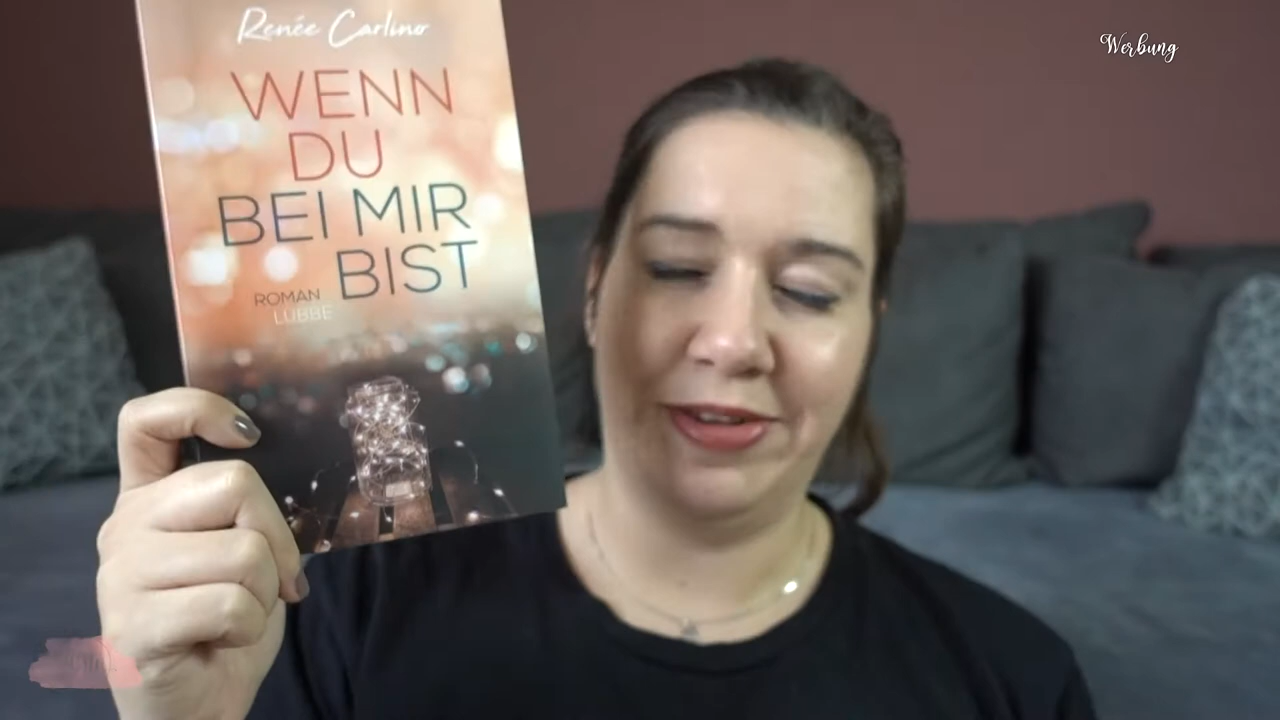 Renée Carlino
WENN
DU
BEI MIR
BIST
ROMAN
LÜBBE
Werbung